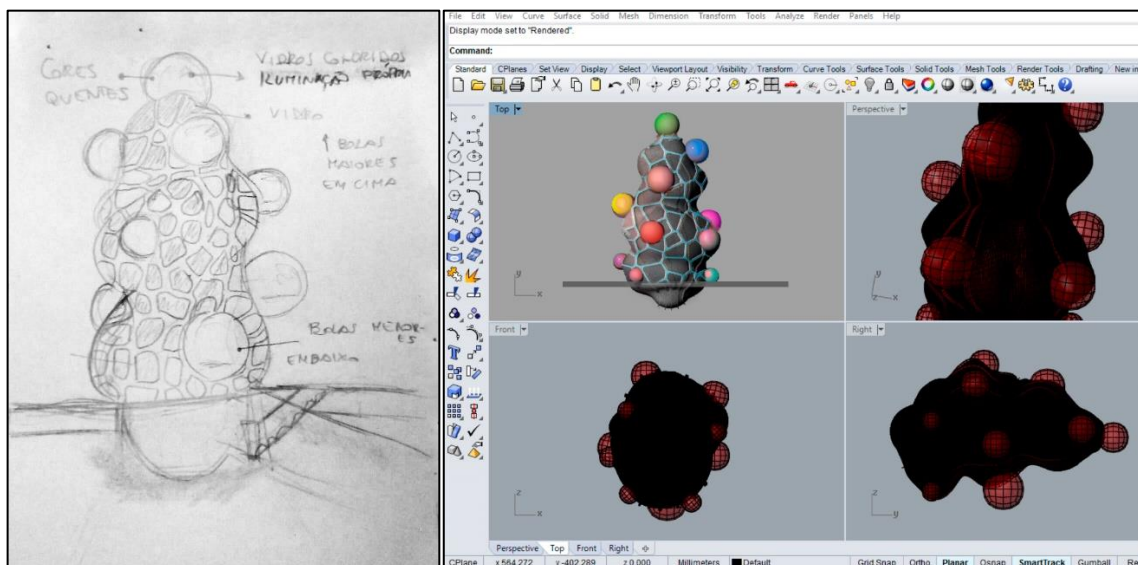 CORES
QUENTES
VIDROS COLORIDOS
ILUMINAÇÃO PRÓPRIA
VIDRO
↑ BOLAS
MAIORES
EM CIMA
BOLAS MENOR-
ES
EMBAIXO
File Edit View Curve Surface Solid Mesh Dimension Transform Tools Analyze Render Panels Help
Display mode set to "Rendered".
Command:
Standard CPlanes Set View Display Select Viewport Layout Visibility Transform Curve Tools Surface Tools Solid Tools Mesh Tools Render Tools Drafting New in
Top
y
x
Perspective
z
y
x
Front
z
x
Right
z
y
Perspective Top Front Right
CPlane x 564.272 y -402.289 z 0.000 Millimeters Default Grid Snap Ortho Planar Osnap SmartTrack Gumball Re